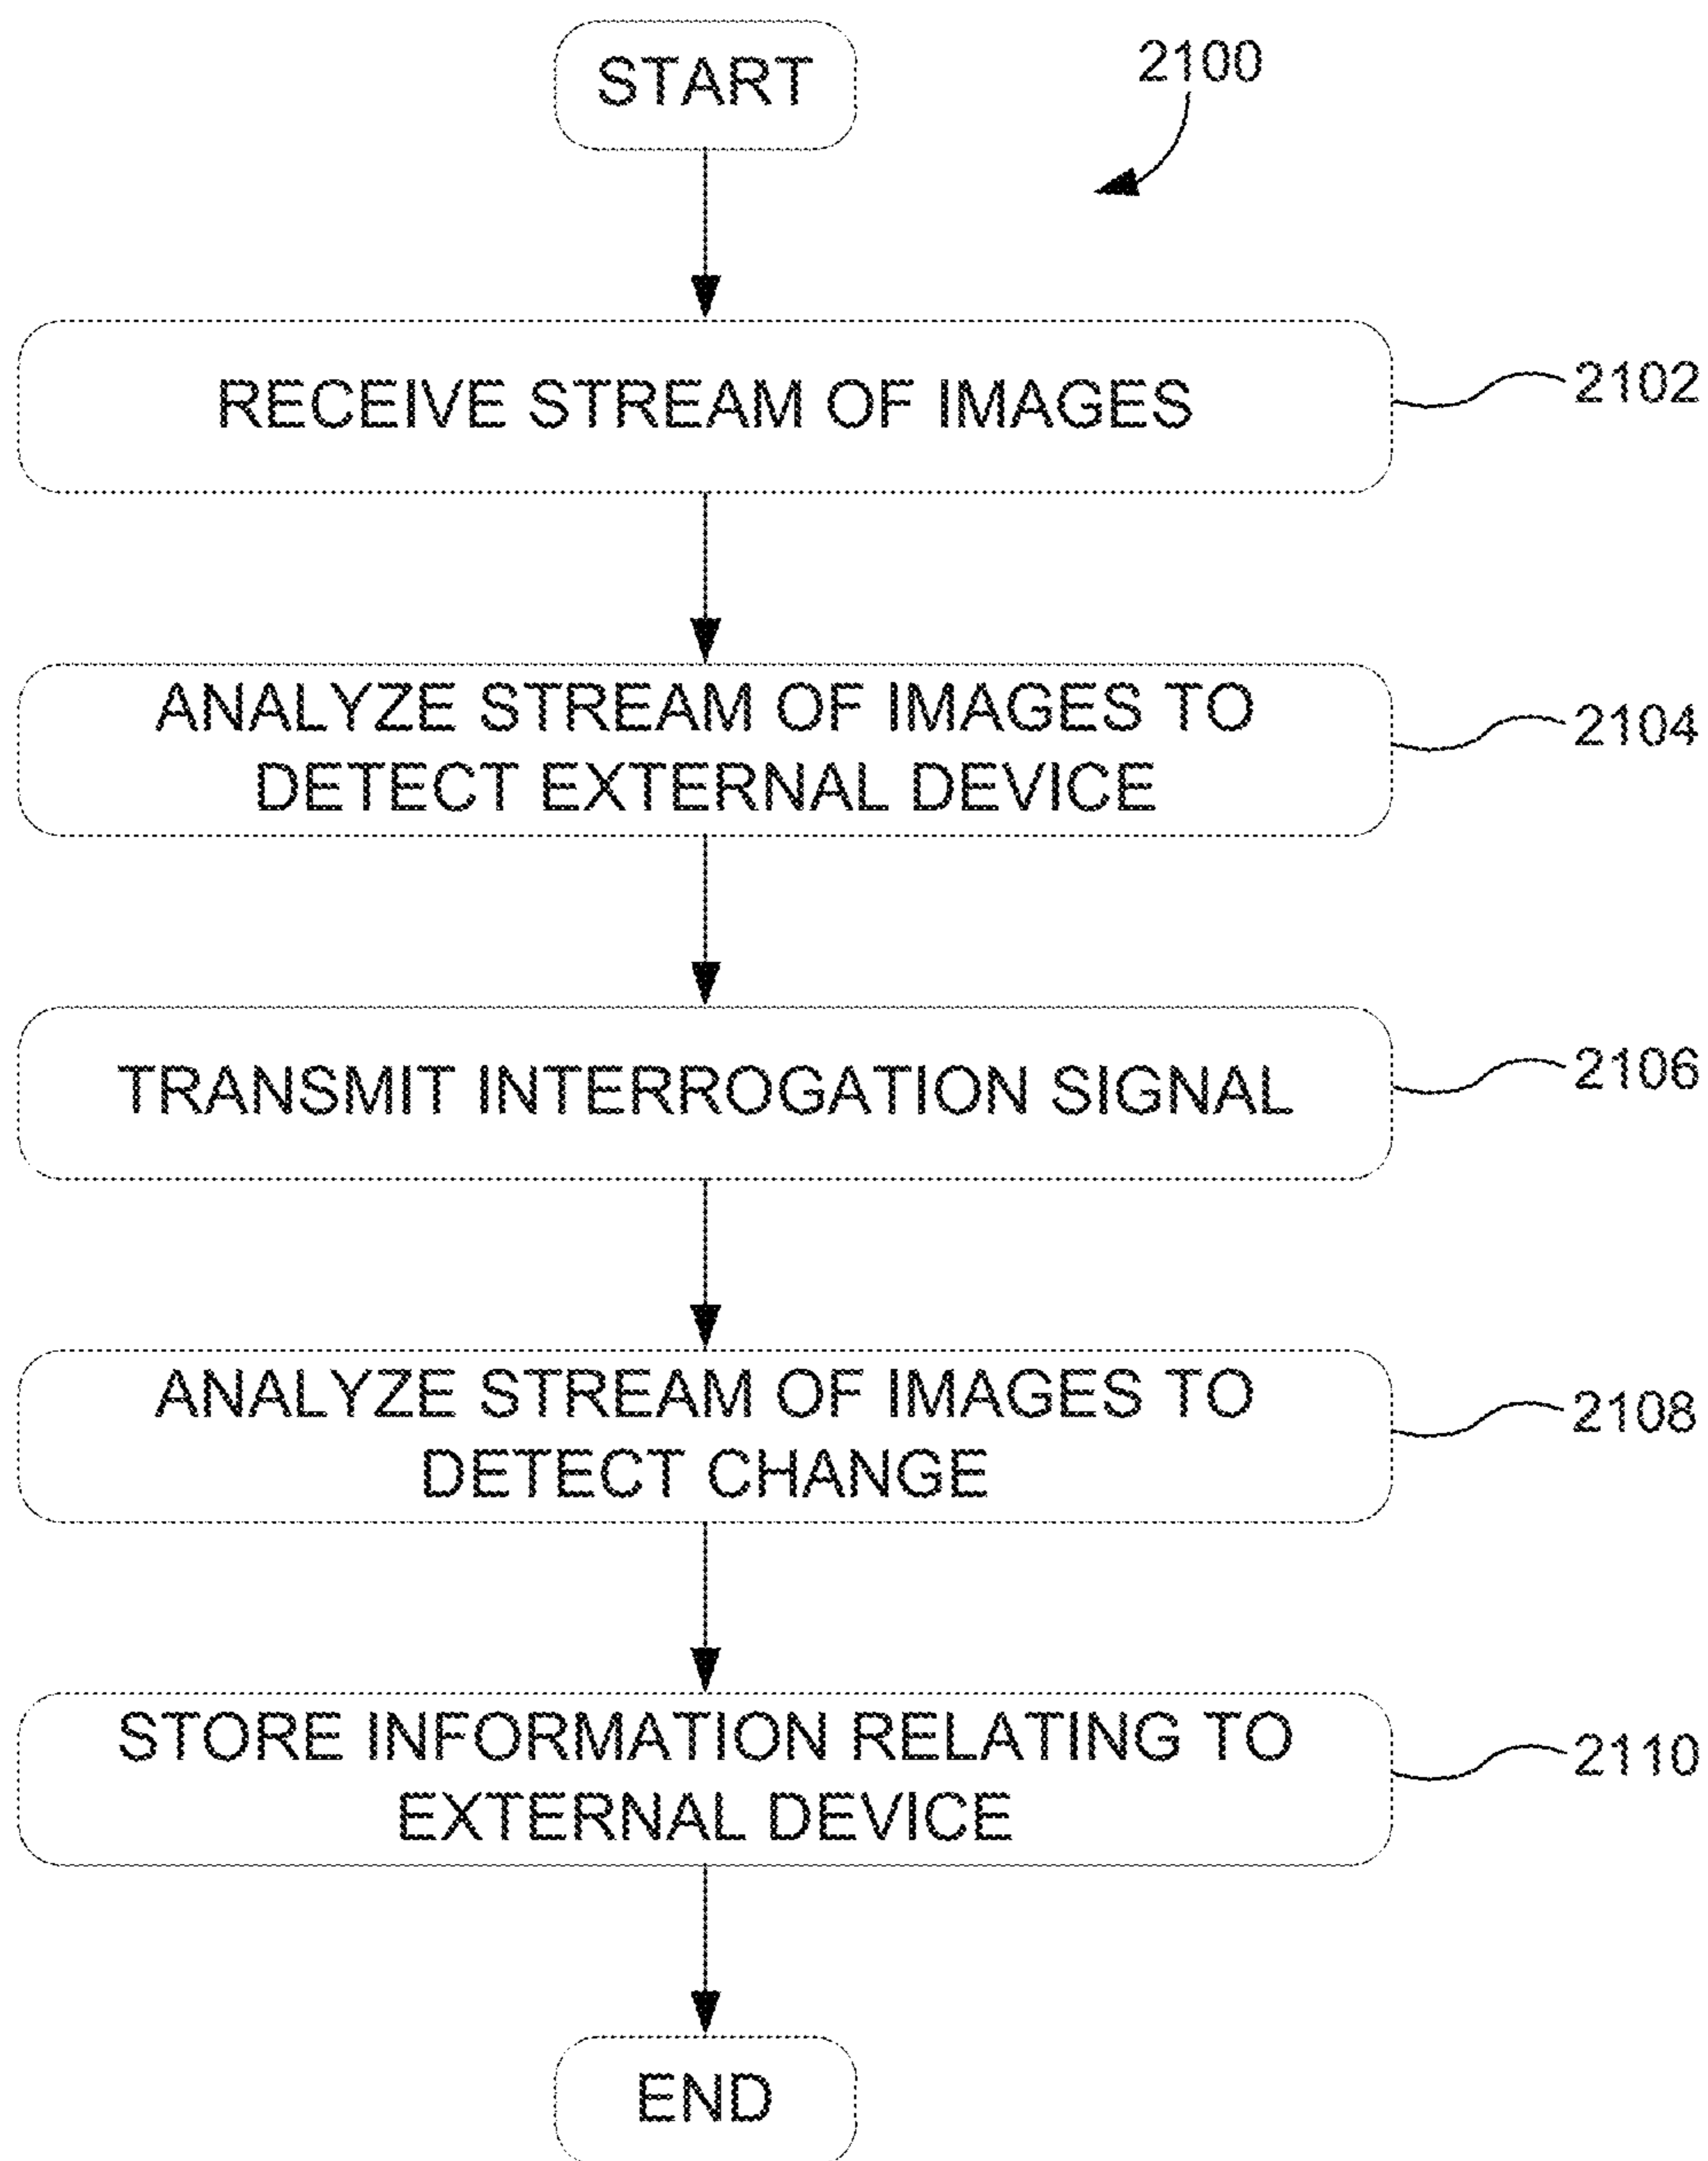 START
2100
RECEIVE STREAM OF IMAGES
2102
ANALYZE STREAM OF IMAGES TO
DETECT EXTERNAL DEVICE
2104
TRANSMIT INTERROGATION SIGNAL
2106
ANALYZE STREAM OF IMAGES TO
DETECT CHANGE
2108
STORE INFORMATION RELATING TO
EXTERNAL DEVICE
2110
END